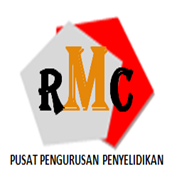 RMC
PUSAT PENGURUSAN PENYELIDIKAN